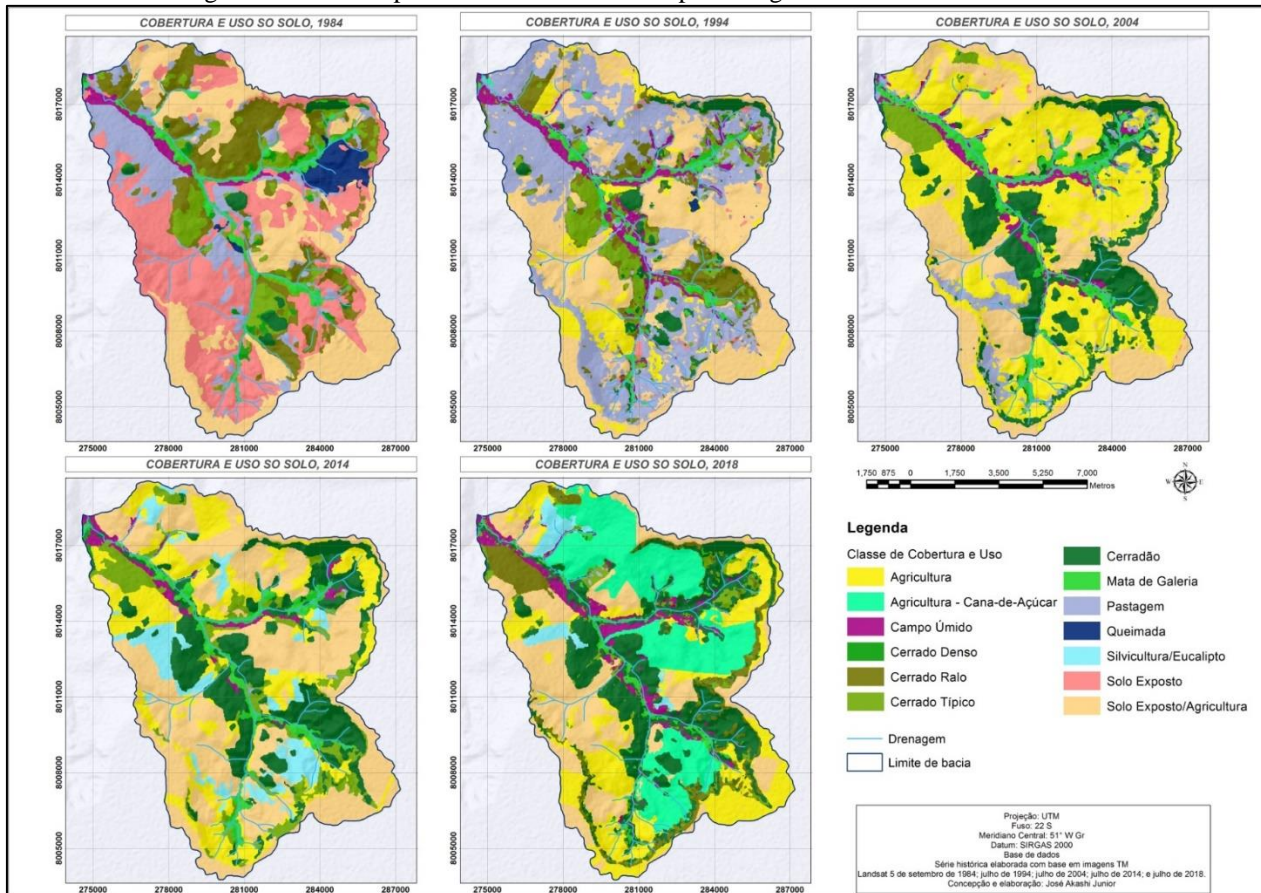 COBERTURA E USO SO SOLO, 1984
COBERTURA E USO SO SOLO, 1994
COBERTURA E USO SO SOLO, 2004
8017000
8014000
8011000
8008000
8005000
275000 278000 281000 284000 287000
8017000
8014000
8011000
8008000
8005000
275000 278000 281000 284000 287000
8017000
8014000
8011000
8008000
8005000
275000 278000 281000 284000 287000
COBERTURA E USO SO SOLO, 2014
COBERTURA E USO SO SOLO, 2018
8017000
8014000
8011000
8008000
8005000
275000 278000 281000 284000 287000
8017000
8014000
8011000
8008000
8005000
275000 278000 281000 284000 287000
1,750 875 0 1,750 3,500 5,250 7,000
Metros
N
W E
S
Legenda
Classe de Cobertura e Uso
Agricultura
Agricultura - Cana-de-Açúcar
Campo Úmido
Cerrado Denso
Cerrado Ralo
Cerrado Típico
Drenagem
Limite de bacia
Cerradão
Mata de Galeria
Pastagem
Queimada
Silvicultura/Eucalipto
Solo Exposto
Solo Exposto/Agricultura
Projeção: UTM
Fuso: 22 S
Meridiano Central: 51° W Gr
Datum: SIRGAS 2000
Base de dados
Série histórica elaborada com base em imagens TM
Landsat 5 de setembro de 1984; julho de 1994; julho de 2004; julho de 2014; e julho de 2018.
Concepção e elaboração: José Akashi Junior